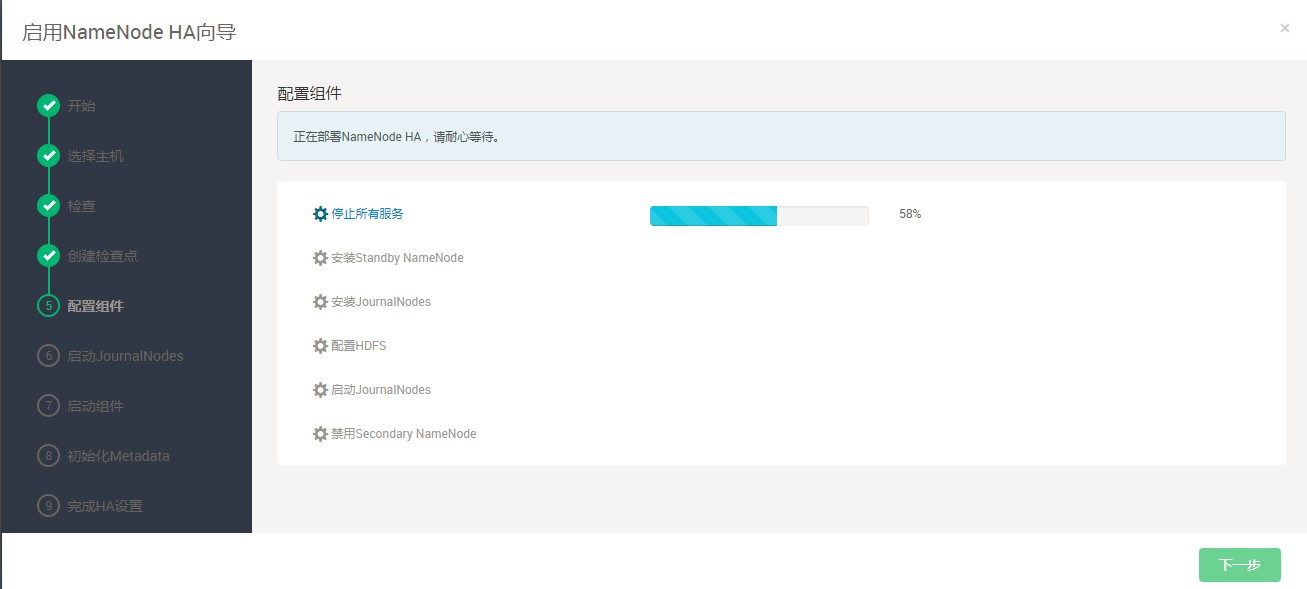 启用NameNode HA向导
×
开始
选择主机
检查
创建检查点
5 配置组件
6 启动JournalNodes
7 启动组件
8 初始化Metadata
9 完成HA设置
配置组件
正在部署NameNode HA，请耐心等待。
停止所有服务 58%
安装Standby NameNode
安装JournalNodes
配置HDFS
启动JournalNodes
禁用Secondary NameNode
下一步